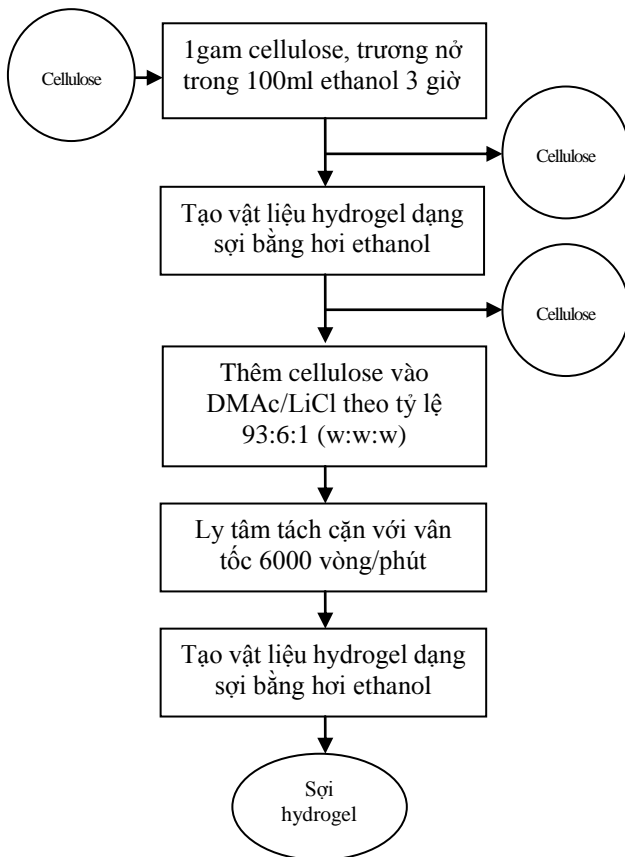 Cellulose
1gam cellulose, trương nở
trong 100ml ethanol 3 giờ
Cellulose
Tạo vật liệu hydrogel dạng
sợi bằng hơi ethanol
Cellulose
Thêm cellulose vào
DMAc/LiCl theo tỷ lệ
93:6:1 (w:w:w)
Ly tâm tách cặn với vân
tốc 6000 vòng/phút
Tạo vật liệu hydrogel dạng
sợi bằng hơi ethanol
Sợi
hydrogel